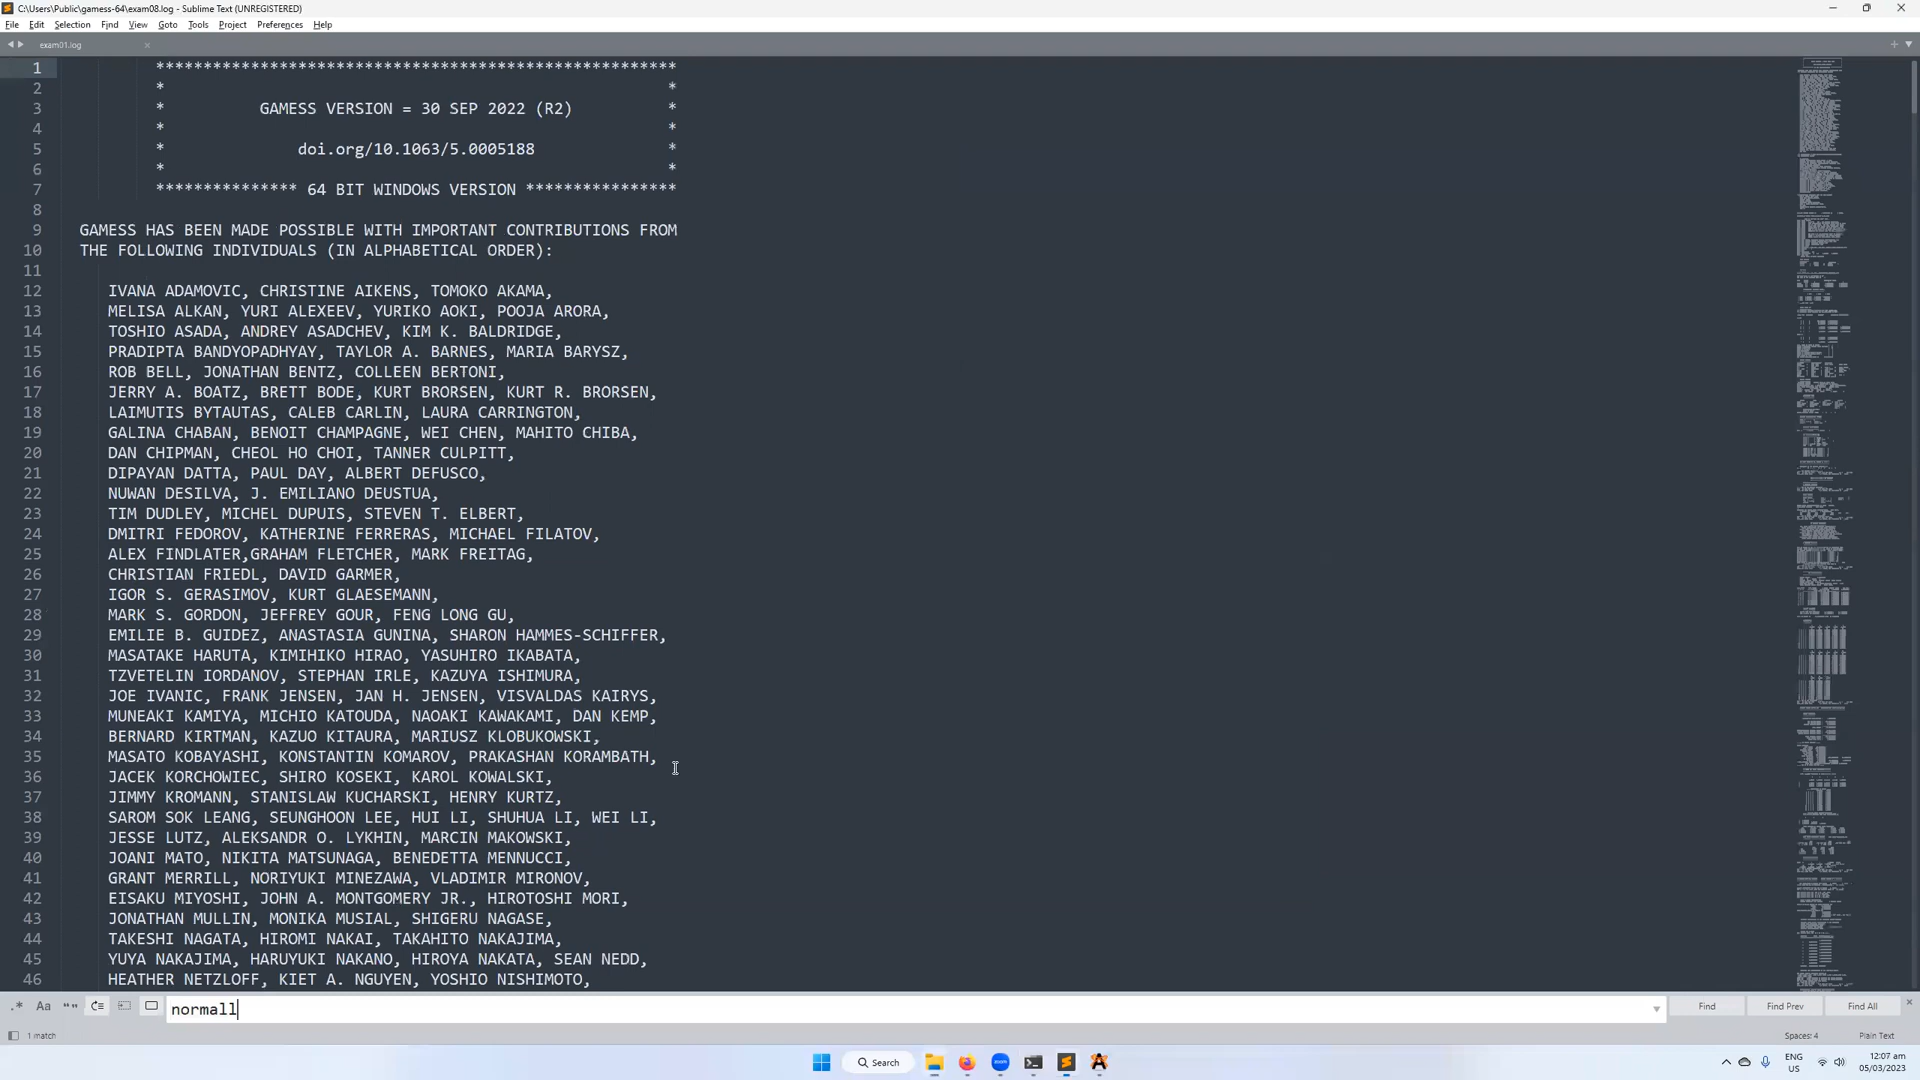 C:\Users\Public\gamess-64\exam08.log - Sublime Text (UNREGISTERED)
File Edit Selection Find View Goto Tools Project Preferences Help
exam01.log
1 *******************************************************
2 * *
3 * GAMESS VERSION = 30 SEP 2022 (R2) *
4 * *
5 * doi.org/10.1063/5.0005188 *
6 * *
7 *************** 64 BIT WINDOWS VERSION ****************
8
9 GAMESS HAS BEEN MADE POSSIBLE WITH IMPORTANT CONTRIBUTIONS FROM
10 THE FOLLOWING INDIVIDUALS (IN ALPHABETICAL ORDER):
11
12 IVANA ADAMOVIC, CHRISTINE AIKENS, TOMOKO AKAMA,
13 MELISA ALKAN, YURI ALEXEEV, YURIKO AOKI, POOJA ARORA,
14 TOSHIO ASADA, ANDREY ASADCHEV, KIM K. BALDRIDGE,
15 PRADIPTA BANDYOPADHYAY, TAYLOR A. BARNES, MARIA BARYSZ,
16 ROB BELL, JONATHAN BENTZ, COLLEEN BERTONI,
17 JERRY A. BOATZ, BRETT BODE, KURT BRORSEN, KURT R. BRORSEN,
18 LAIMUTIS BYTAUTAS, CALEB CARLIN, LAURA CARRINGTON,
19 GALINA CHABAN, BENOIT CHAMPAGNE, WEI CHEN, MAHITO CHIBA,
20 DAN CHIPMAN, CHEOL HO CHOI, TANNER CULPITT,
21 DIPAYAN DATTA, PAUL DAY, ALBERT DEFUSCO,
22 NUWAN DESILVA, J. EMILIANO DEUSTUA,
23 TIM DUDLEY, MICHEL DUPUIS, STEVEN T. ELBERT,
24 DMITRI FEDOROV, KATHERINE FERRERAS, MICHAEL FILATOV,
25 ALEX FINDLATER,GRAHAM FLETCHER, MARK FREITAG,
26 CHRISTIAN FRIEDL, DAVID GARMER,
27 IGOR S. GERASIMOV, KURT GLAESEMANN,
28 MARK S. GORDON, JEFFREY GOUR, FENG LONG GU,
29 EMILIE B. GUIDEZ, ANASTASIA GUNINA, SHARON HAMMES-SCHIFFER,
30 MASATAKE HARUTA, KIMIHIKO HIRAO, YASUHIRO IKABATA,
31 TZVETELIN IORDANOV, STEPHAN IRLE, KAZUYA ISHIMURA,
32 JOE IVANIC, FRANK JENSEN, JAN H. JENSEN, VISVALDAS KAIRYS,
33 MUNEAKI KAMIYA, MICHIO KATOUDA, NAOAKI KAWAKAMI, DAN KEMP,
34 BERNARD KIRTMAN, KAZUO KITAURA, MARIUSZ KLOBUKOWSKI,
35 MASATO KOBAYASHI, KONSTANTIN KOMAROV, PRAKASHAN KORAMBATH,
36 JACEK KORCHOWIEC, SHIRO KOSEKI, KAROL KOWALSKI,
37 JIMMY KROMANN, STANISLAW KUCHARSKI, HENRY KURTZ,
38 SAROM SOK LEANG, SEUNGHOON LEE, HUI LI, SHUHUA LI, WEI LI,
39 JESSE LUTZ, ALEKSANDR O. LYKHIN, MARCIN MAKOWSKI,
40 JOANI MATO, NIKITA MATSUNAGA, BENEDETTA MENNUCCI,
41 GRANT MERRILL, NORIYUKI MINEZAWA, VLADIMIR MIRONOV,
42 EISAKU MIYOSHI, JOHN A. MONTGOMERY JR., HIROTOSHI MORI,
43 JONATHAN MULLIN, MONIKA MUSIAL, SHIGERU NAGASE,
44 TAKESHI NAGATA, HIROMI NAKAI, TAKAHITO NAKAJIMA,
45 YUYA NAKAJIMA, HARUYUKI NAKANO, HIROYA NAKATA, SEAN NEDD,
46 HEATHER NETZLOFF, KIET A. NGUYEN, YOSHIO NISHIMOTO,
.* Aa "" normall Find Find Prev Find All
1 match Spaces: 4 Plain Text
Search ENG US 12:07 am 05/03/2023